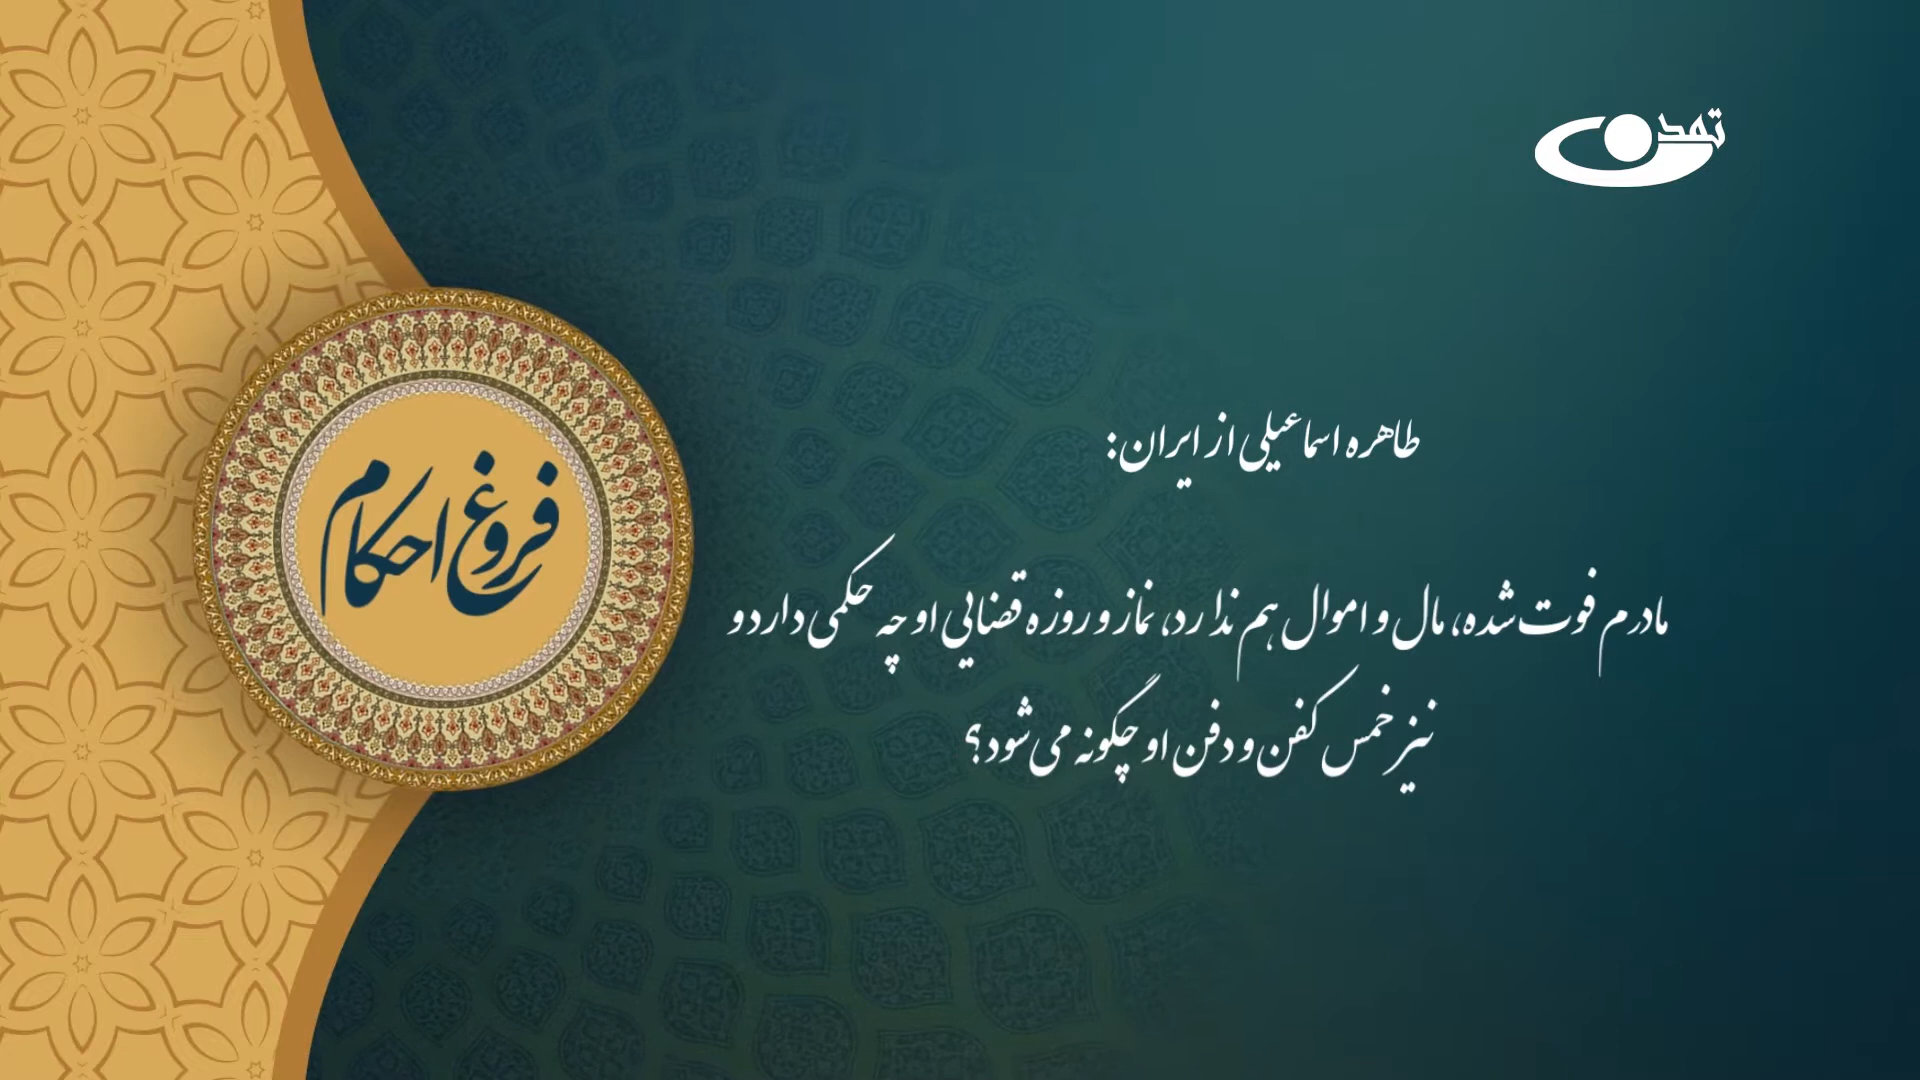 تمدن
طاهره اسماعیلی از ایران:
فروغ احکام
مادرم فوت شده، مال و اموال هم ندارد، نماز و روزه قضایی او چه حکمی دارد و
نیز خمس کفن و دفن او چگونه می‌شود؟